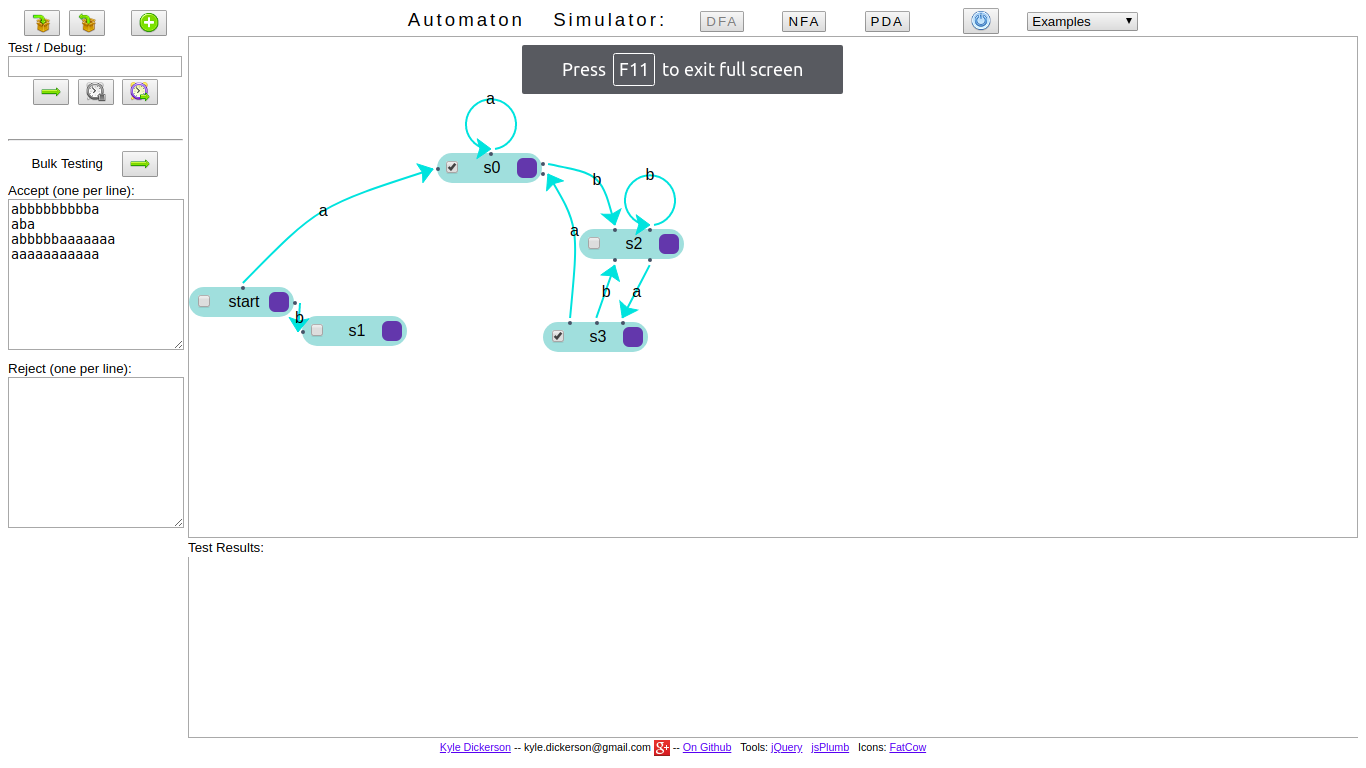 Automaton Simulator:
DFA
NFA
PDA
Examples
Test / Debug:
Bulk Testing
Accept (one per line):
abbbbbbbbba
aba
abbbbbaaaaaaa
aaaaaaaaaaa
Reject (one per line):
Press F11 to exit full screen
a
s0
b
b
a
a
s2
b
a
start
b
s1
s3
Test Results:
Kyle Dickerson -- kyle.dickerson@gmail.com g+ -- On Github Tools: jQuery jsPlumb Icons: FatCow